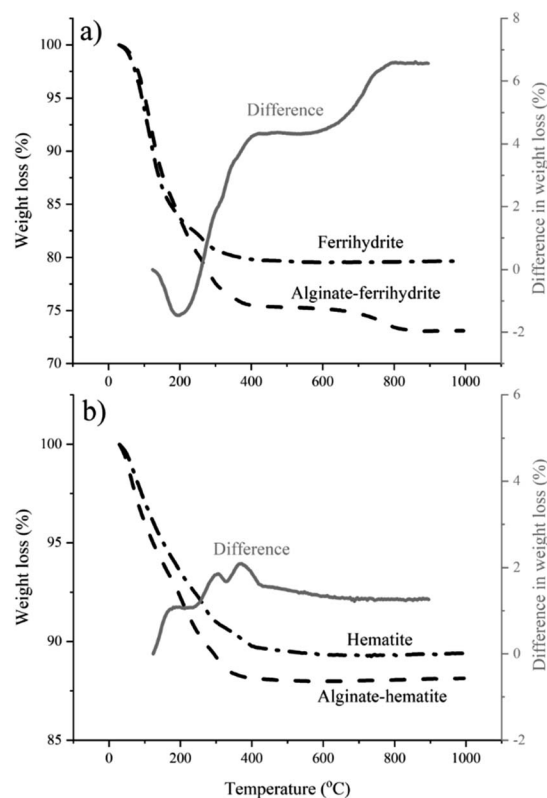 a)
100
95
90
85
80
75
70
Weight loss (%)
Difference
Ferrihydrite
Alginate-ferrihydrite
8
6
4
2
0
-2
Difference in weight loss (%)
0 200 400 600 800 1000
b)
100
95
90
85
Weight loss (%)
Difference
Hematite
Alginate-hematite
6
4
2
0
-2
Difference in weight loss (%)
0 200 400 600 800 1000
Temperature (°C)